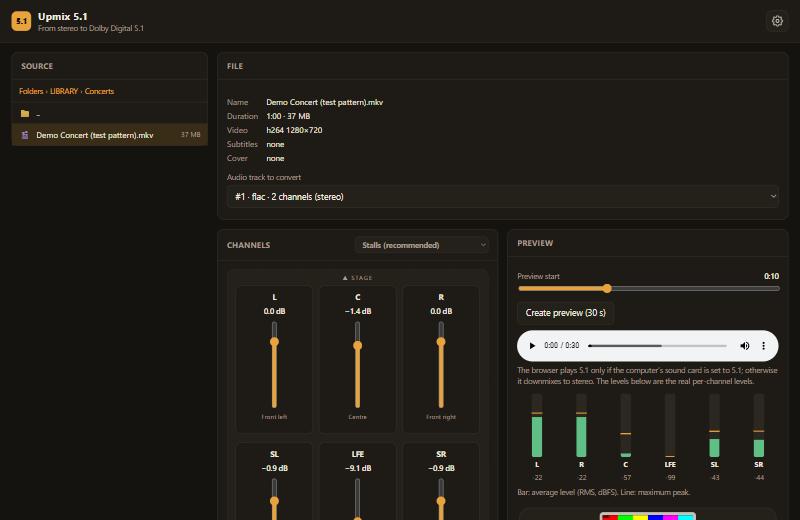 5.1
Upmix 5.1
From stereo to Dolby Digital 5.1
SOURCE
Folders › LIBRARY › Concerts
..
Demo Concert (test pattern).mkv 37 MB
FILE
Name Demo Concert (test pattern).mkv
Duration 1:00 · 37 MB
Video h264 1280×720
Subtitles none
Cover none
Audio track to convert
#1 · flac · 2 channels (stereo)
CHANNELS
Stalls (recommended)
▲ STAGE
L C R
0.0 dB −1.4 dB 0.0 dB
Front left Centre Front right
SL LFE SR
−0.9 dB −9.1 dB −0.9 dB
PREVIEW
Preview start 0:10
Create preview (30 s)
0:00 / 0:30
The browser plays 5.1 only if the computer's sound card is set to 5.1; otherwise
it downmixes to stereo. The levels below are the real per-channel levels.
L R C LFE SL SR
-22 -22 -57 -99 -43 -44
Bar: average level (RMS, dBFS). Line: maximum peak.